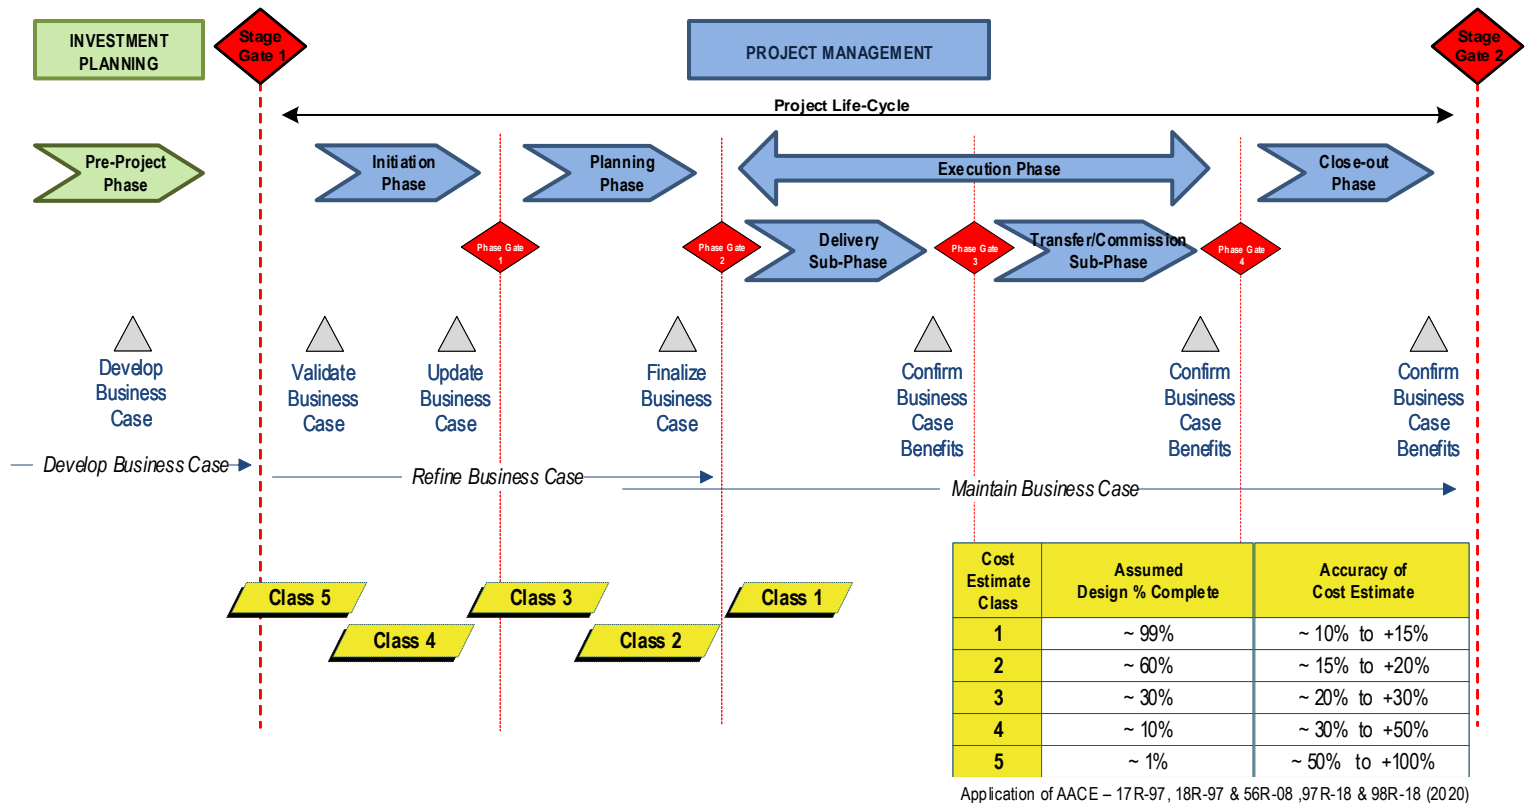 INVESTMENT
PLANNING
Stage
Gate 1
PROJECT MANAGEMENT
Stage
Gate 2
Project Life-Cycle
Pre-Project
Phase
Initiation
Phase
Planning
Phase
Execution Phase
Close-out
Phase
Phase Gate
1
Phase Gate
2
Delivery
Sub-Phase
Phase Gate
3
Transfer/Commission
Sub-Phase
Phase Gate
4
Develop
Business
Case
Validate
Business
Case
Update
Business
Case
Finalize
Business
Case
Confirm
Business
Case
Benefits
Confirm
Business
Case
Benefits
Confirm
Business
Case
Benefits
Develop Business Case
Refine Business Case
Maintain Business Case
Class 5
Class 4
Class 3
Class 2
Class 1
Cost
Estimate
Class
Assumed
Design % Complete
Accuracy of
Cost Estimate
1 ~ 99% ~ 10% to +15%
2 ~ 60% ~ 15% to +20%
3 ~ 30% ~ 20% to +30%
4 ~ 10% ~ 30% to +50%
5 ~ 1% ~ 50% to +100%
Application of AACE – 17R-97, 18R-97 & 56R-08 ,97R-18 & 98R-18 (2020)